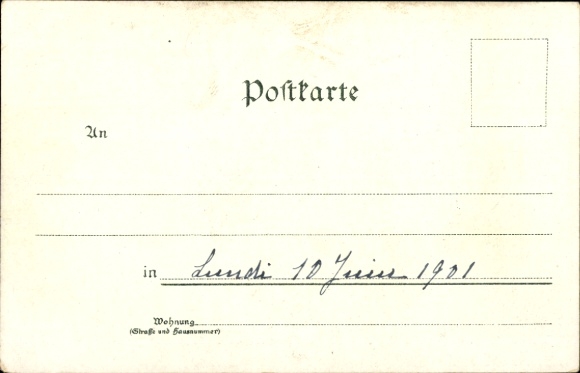 Postkarte
An
in Lundi 10 Juin 1901
Wohnung
(Straße und Hausnummer)